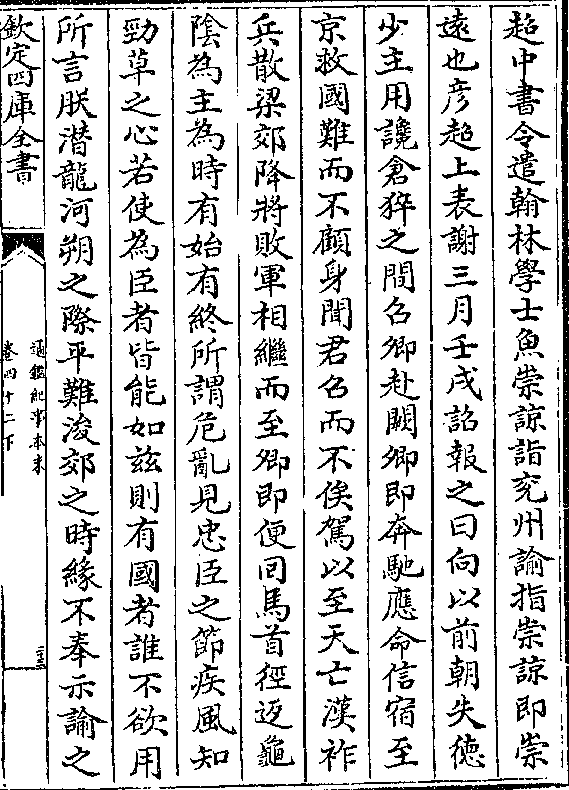 超中書令遣翰林學士魚崇諒詣兖州諭指崇諒即崇
逺也彦超上表謝三月壬戌詔報之曰向以前朝失徳
少主用讒倉猝之間召卿赴闕卿即奔馳應命信宿至
京救國難而不顧身聞君召而不俟駕以至天亡漢祚
兵散梁郊降將敗軍相繼而至卿即便回馬首徑返龜
隂為主為時有始有終所謂危亂見忠臣之節疾風知
勁草之心若使為臣者皆能如兹則有國者誰不欲用
所言朕潜龍河朔之際平難浚郊之時縁不奉示諭之
欽定四庫全書
通鑑紀事本末
卷四十二下
二十三